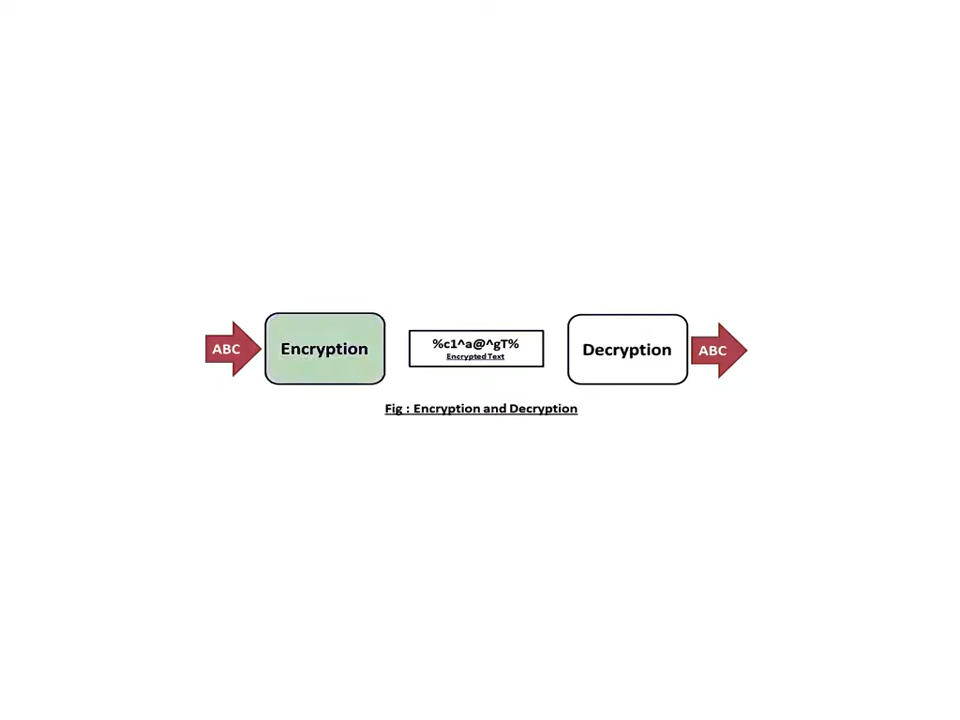 ABC
Encryption
%c1^a@^gT%
Encrypted Text
Decryption
ABC
Fig : Encryption and Decryption